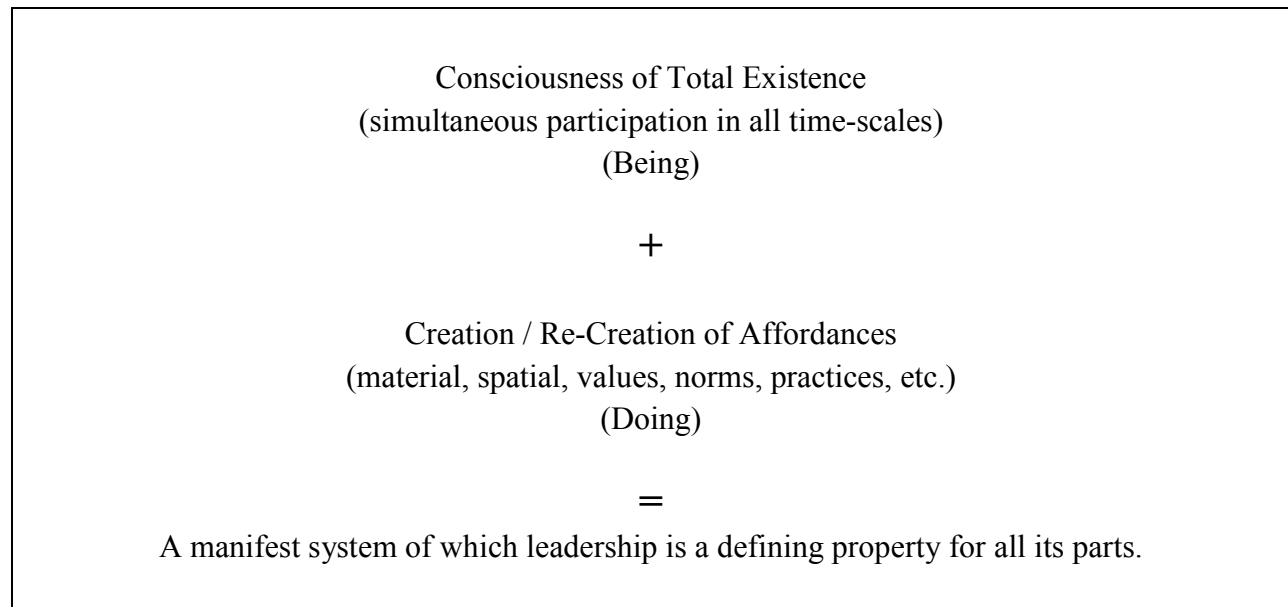 Consciousness of Total Existence
(simultaneous participation in all time-scales)
(Being)
+
Creation / Re-Creation of Affordances
(material, spatial, values, norms, practices, etc.)
(Doing)
=
A manifest system of which leadership is a defining property for all its parts.